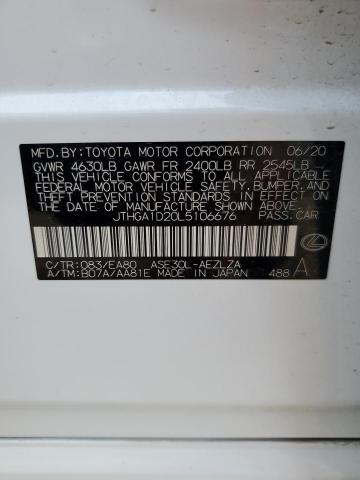 MFD.BY:TOYOTA MOTOR CORPORATION 06/20
GVWR 4630LB GAWR FR 2400LB RR 2545LB
THIS VEHICLE CONFORMS TO ALL APPLICABLE
FEDERAL MOTOR VEHICLE SAFETY,BUMPER,AND
THEFT PREVENTION STANDARDS IN EFFECT
ON THE DATE OF MANUFACTURE SHOWN ABOVE.
JTHGA1D20L5106676 PASS.CAR
C/TR:083/EA80 ASE30L-AEZLZA
A/TM:B07A/AA81E MADE IN JAPAN 488 A